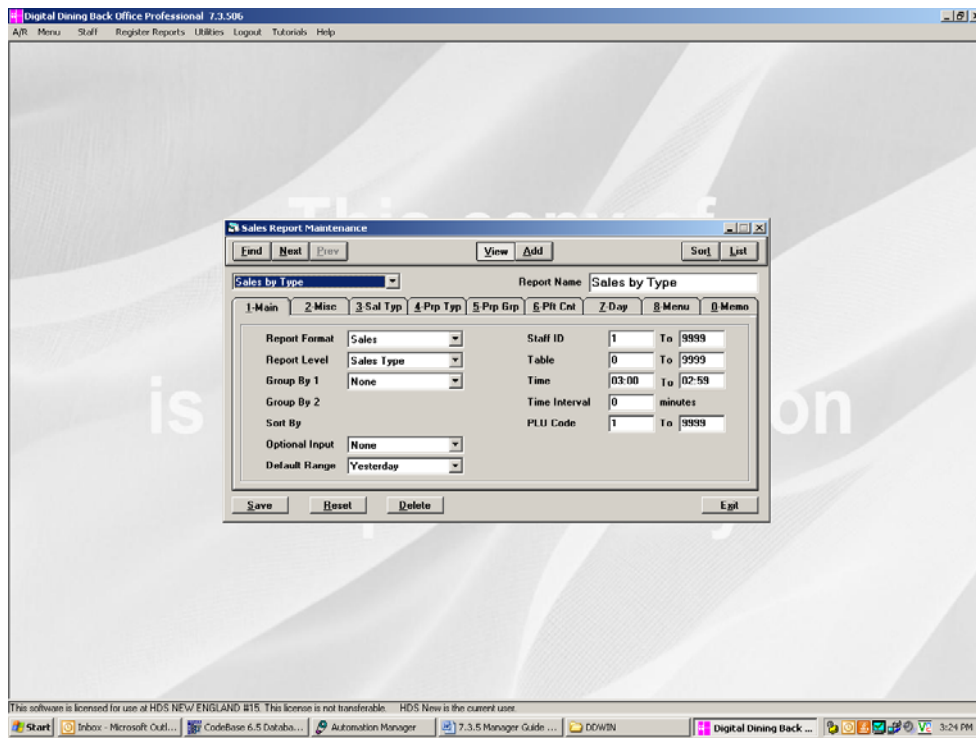 Digital Dining Back Office Professional 7.3.506
A/R Menu Staff Register Reports Utilities Logout Tutorials Help
This copy of
is on
Sales Report Maintenance
Find Next Prev View Add Sort List
Sales by Type Report Name Sales by Type
1-Main 2-Misc 3-Sal Typ 4-Prp Typ 5-Prp Grp 6-Pft Cnt 7-Day 8-Menu 0-Memo
Report Format Sales Staff ID 1 To 9999
Report Level Sales Type Table 0 To 9999
Group By 1 None Time 03:00 To 02:59
Group By 2 Time Interval 0 minutes
Sort By PLU Code 1 To 9999
Optional Input None
Default Range Yesterday
Save Reset Delete Exit
This software is licensed for use at HDS NEW ENGLAND #15. This license is not transferable. HDS New is the current user.
Start Inbox - Microsoft Outl... CodeBase 6.5 Databa... Automation Manager 7.3.5 Manager Guide ... DDWIN Digital Dining Back ... 3:24 PM